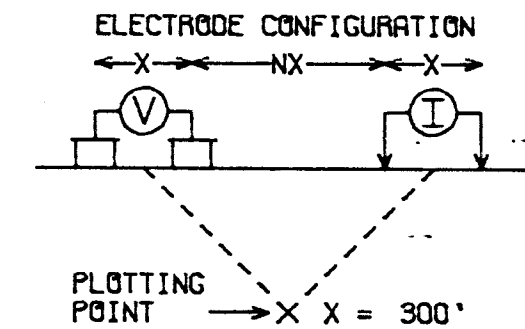 ELECTRODE CONFIGURATION
X NX X
V I
PLOTTING
POINT X X = 300'